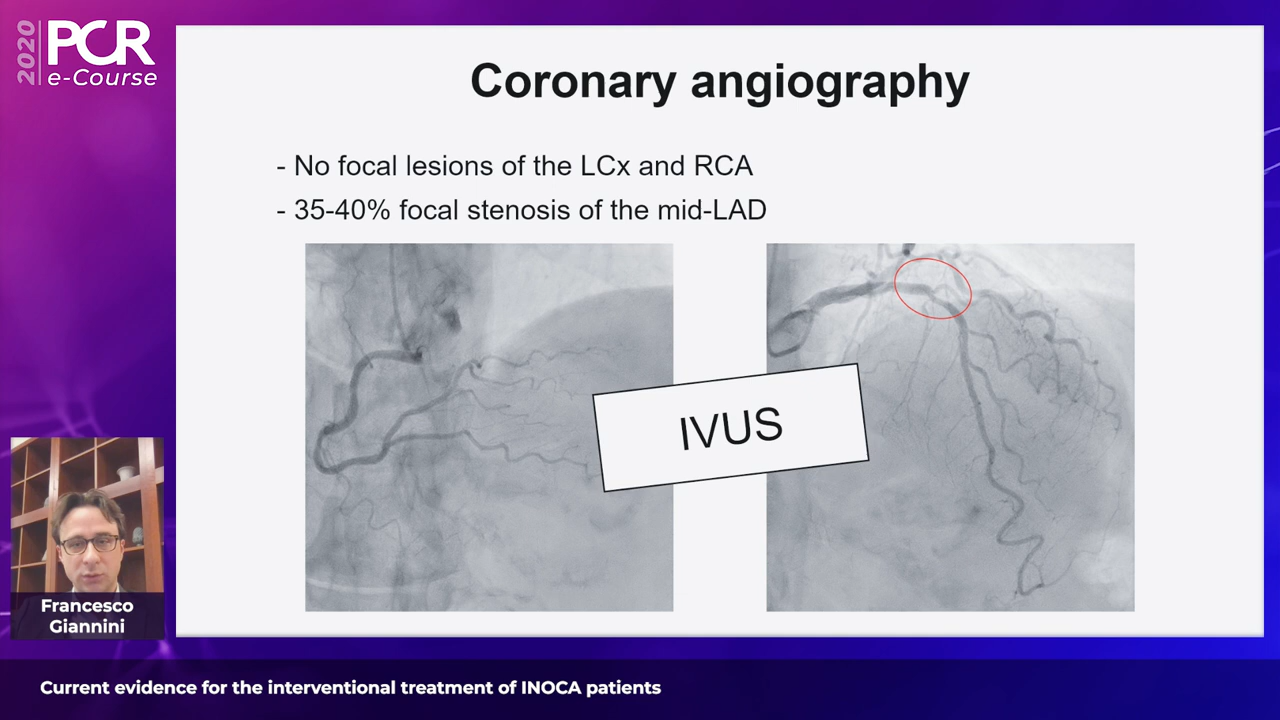 2020
PCR
e-Course
Coronary angiography
- No focal lesions of the LCx and RCA
- 35-40% focal stenosis of the mid-LAD
IVUS
Francesco
Giannini
Current evidence for the interventional treatment of INOCA patients